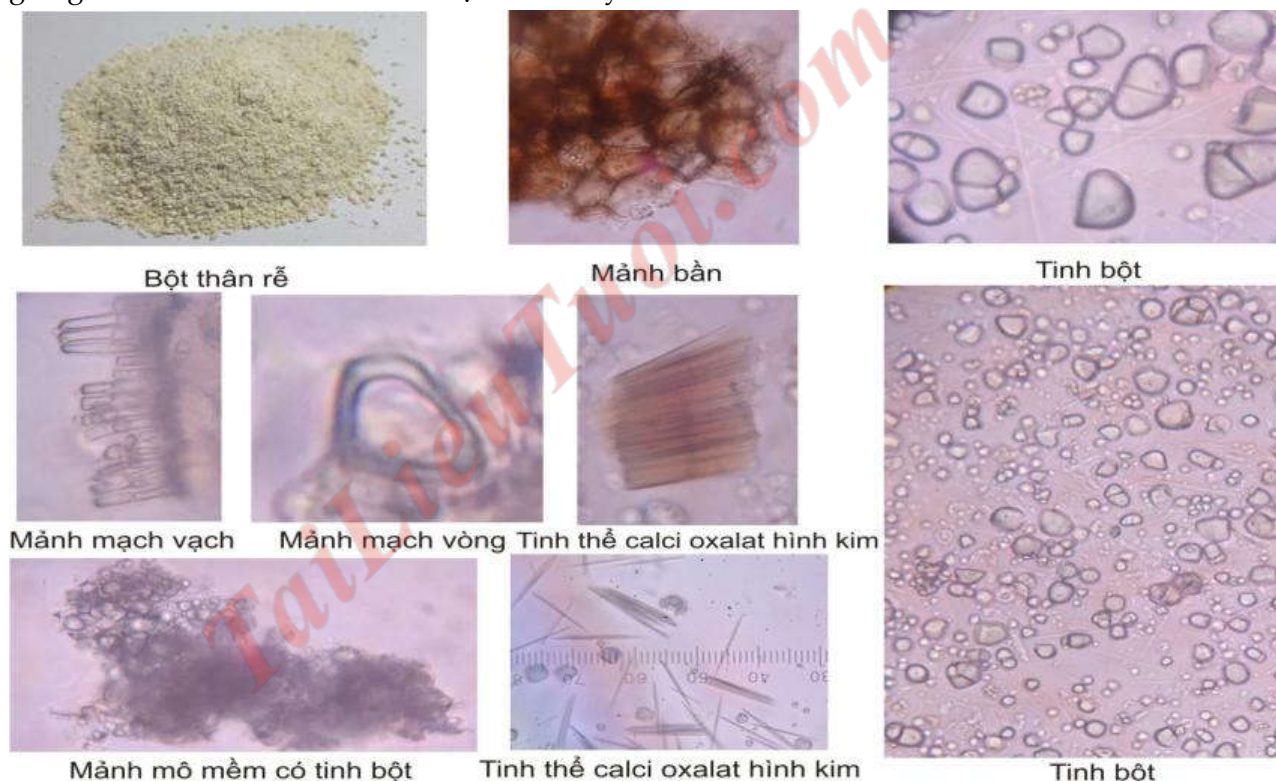 Bột thân rễ
Mảnh bần
Tinh bột
Mảnh mạch vạch
Mảnh mạch vòng
Tinh thể calci oxalat hình kim
Mảnh mô mềm có tinh bột
Tinh thể calci oxalat hình kim
Tinh bột
TaiLieuTuoi.com